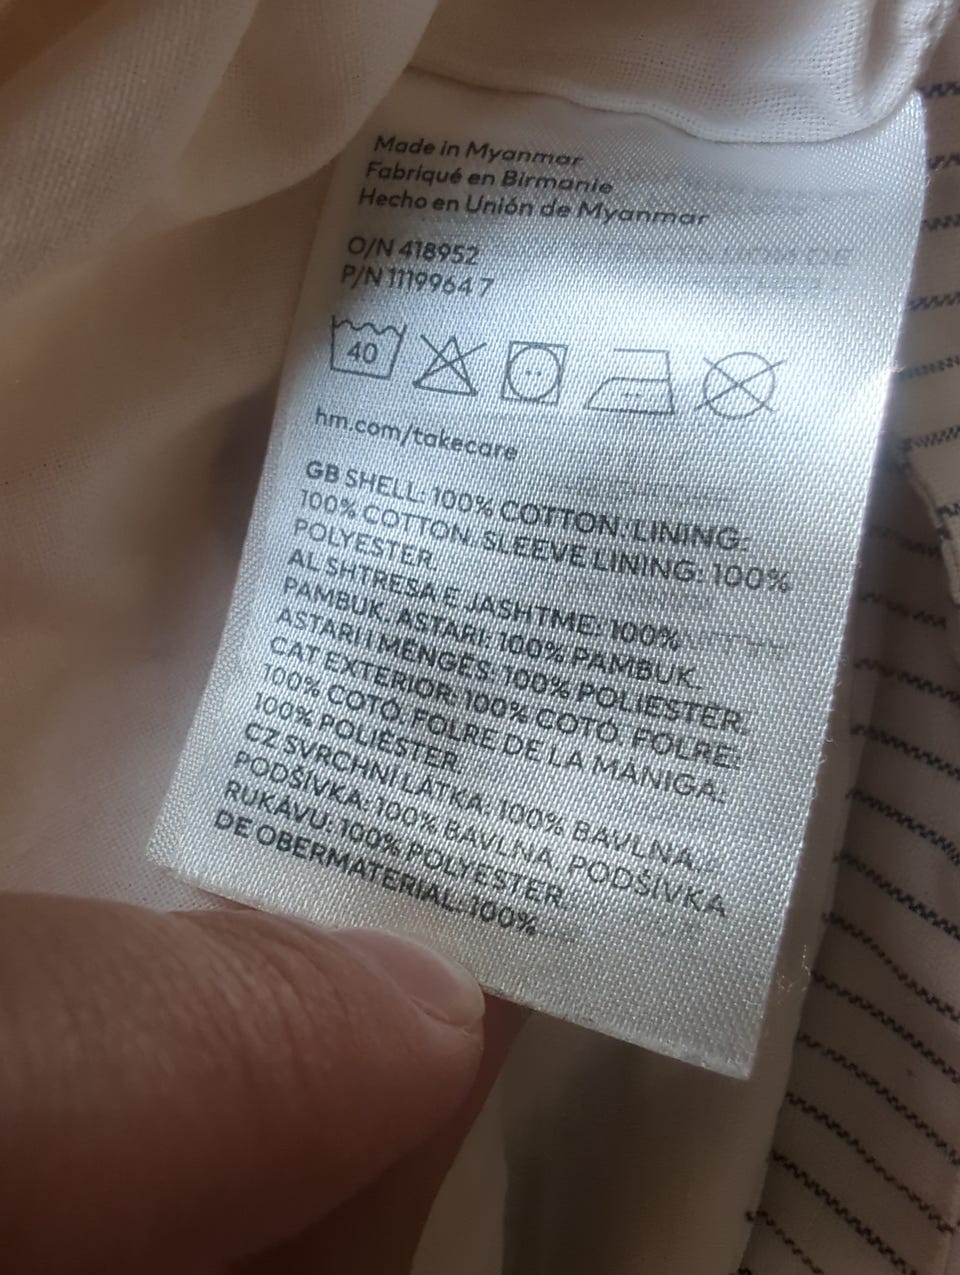 Made in Myanmar
Fabriqué en Birmanie
Hecho en Unión de Myanmar
O/N 418952
P/N 1119964 7
40
hm.com/takecare
GB SHELL: 100% COTTON. LINING:
100% COTTON. SLEEVE LINING: 100%
POLYESTER.
AL SHTRESA E JASHTME: 100%
PAMBUK. ASTARI: 100% PAMBUK.
ASTARI I MËNGËS: 100% POLIESTER.
CAT EXTERIOR: 100% COTÓ. FOLRE:
100% COTÓ. FOLRE DE LA MÀNIGA:
100% POLIÈSTER.
CZ SVRCHNÍ LÁTKA: 100% BAVLNA.
PODŠÍVKA: 100% BAVLNA. PODŠÍVKA
RUKÁVU: 100% POLYESTER.
DE OBERMATERIAL: 100%